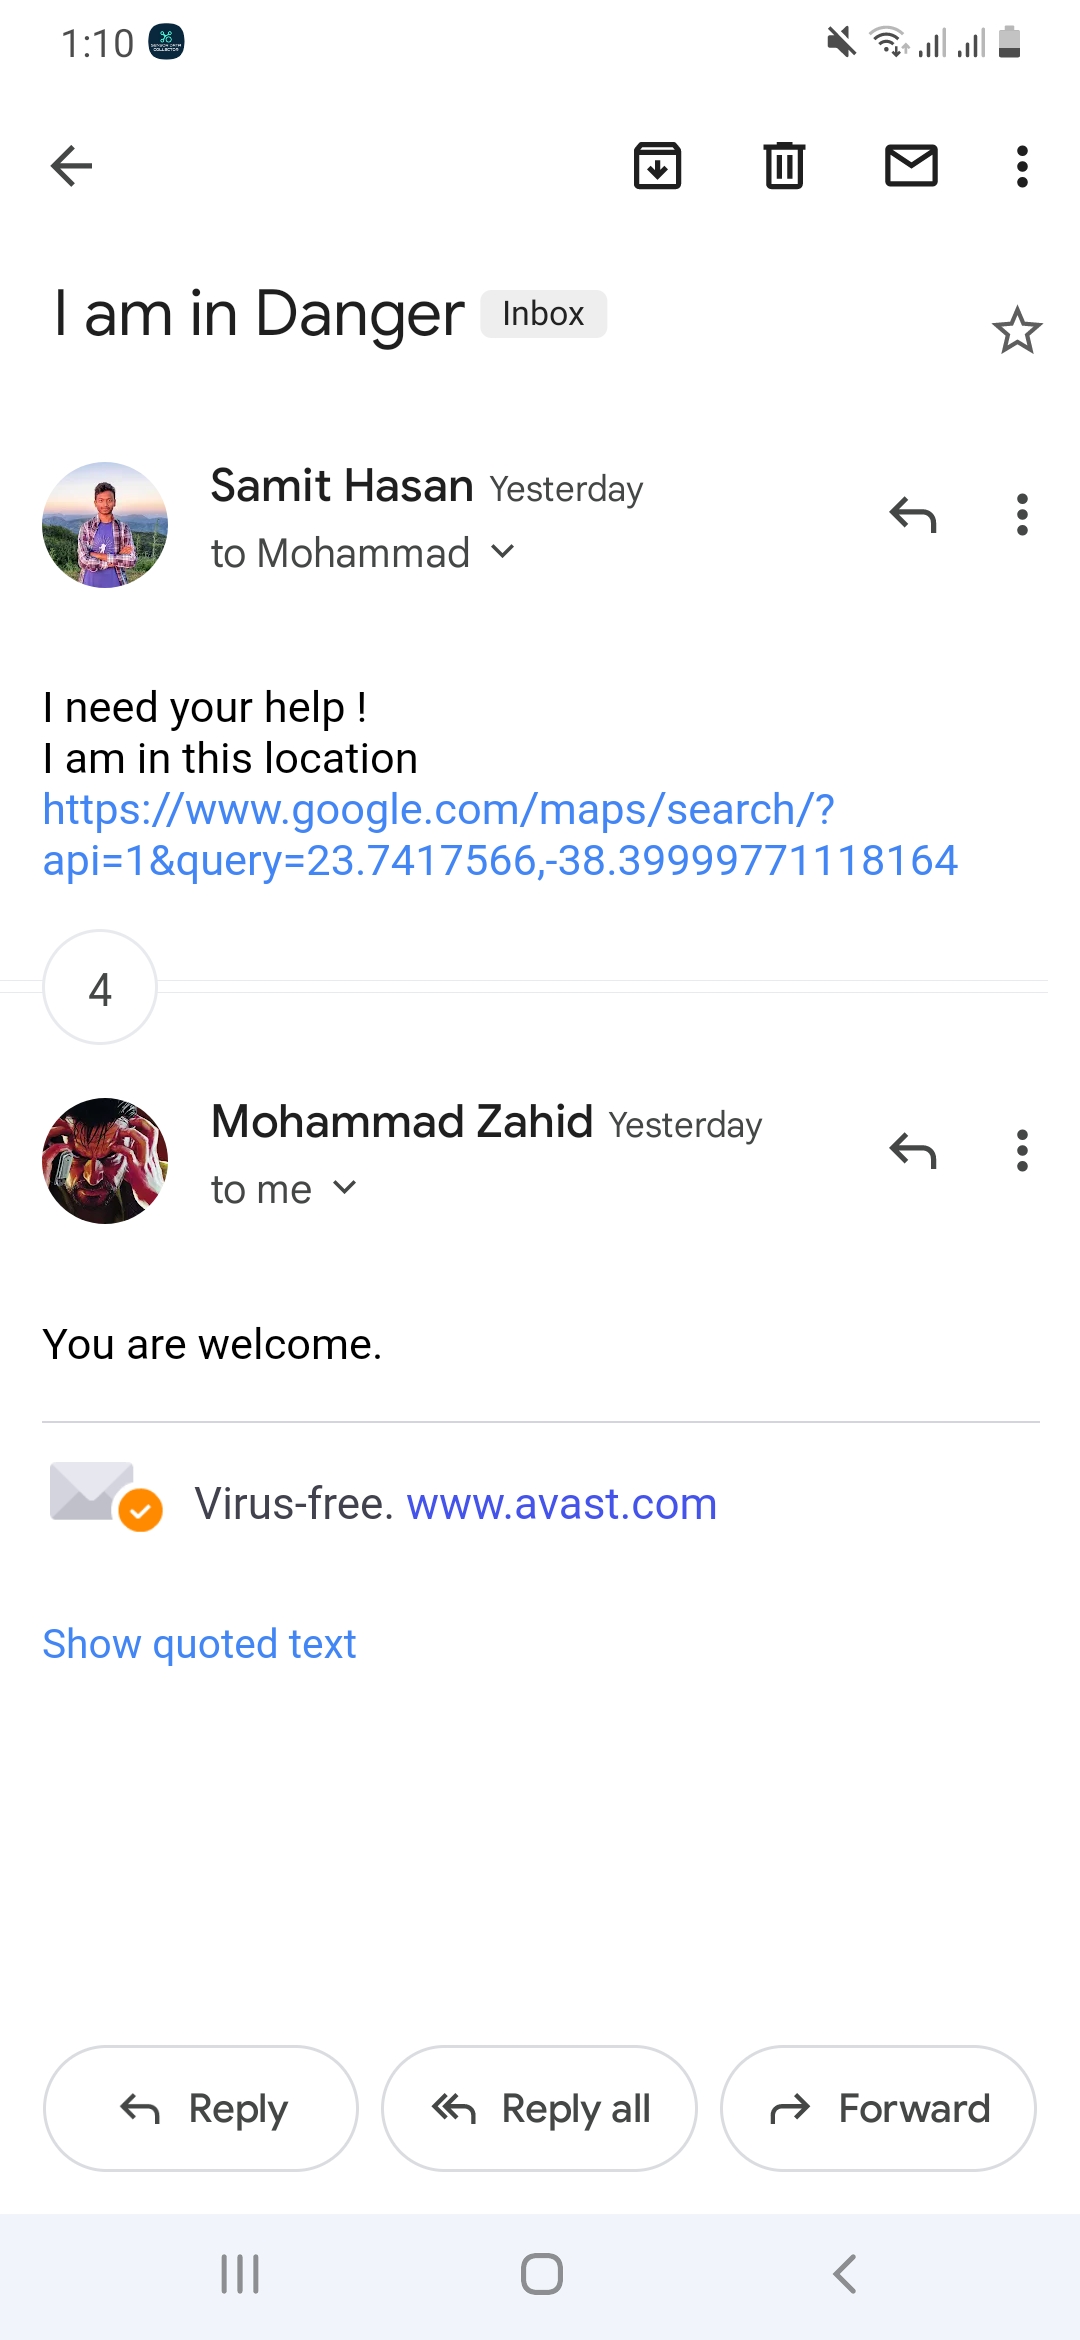 1:10
I am in Danger Inbox
Samit Hasan Yesterday
to Mohammad
I need your help !
I am in this location
https://www.google.com/maps/search/?
api=1&query=23.7417566,-38.39999771118164
4
Mohammad Zahid Yesterday
to me
You are welcome.
Virus-free. www.avast.com
Show quoted text
Reply Reply all Forward